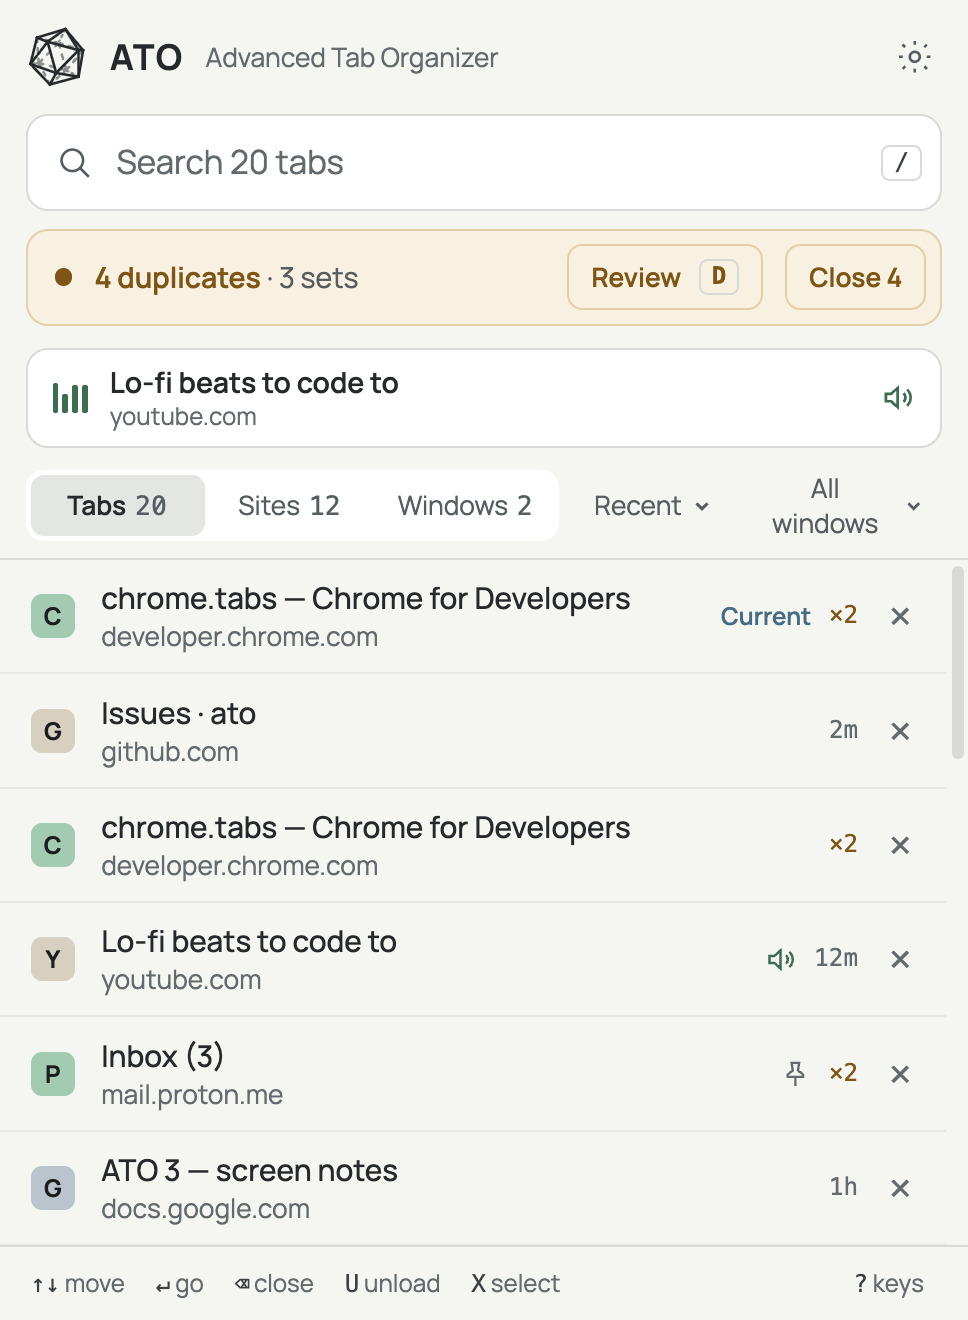 ATO Advanced Tab Organizer
Search 20 tabs /
4 duplicates · 3 sets Review D Close 4
Lo-fi beats to code to
youtube.com
Tabs 20 Sites 12 Windows 2 Recent All
windows
chrome.tabs — Chrome for Developers
developer.chrome.com
Current ×2 ×
Issues · ato
github.com
2m ×
chrome.tabs — Chrome for Developers
developer.chrome.com
×2 ×
Lo-fi beats to code to
youtube.com
12m ×
Inbox (3)
mail.proton.me
×2 ×
ATO 3 — screen notes
docs.google.com
1h ×
C
G
C
Y
P
G
↑↓ move ↵ go ⌫ close U unload X select ? keys